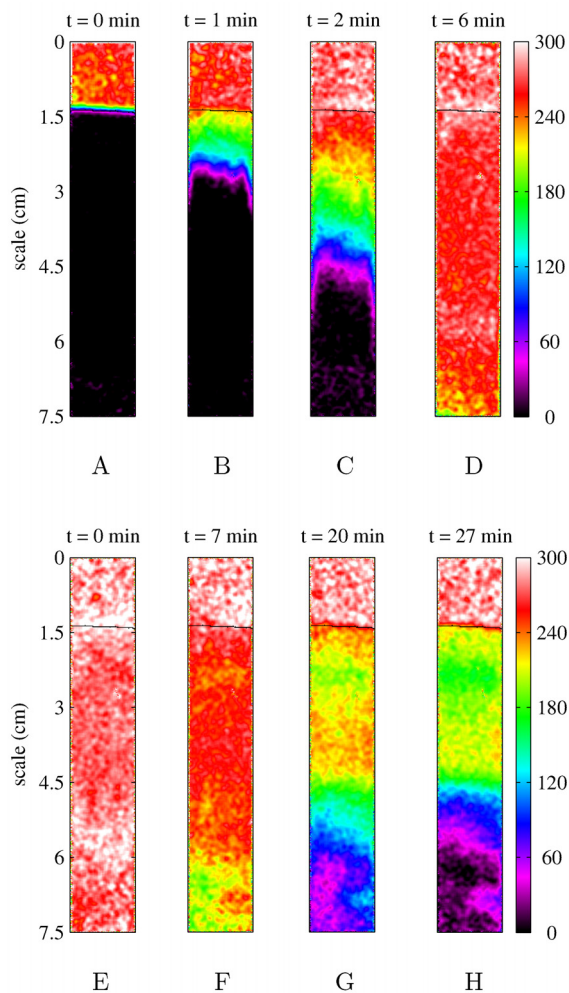 t = 0 min t = 1 min t = 2 min t = 6 min
0 300
1.5 240
3 180
scale (cm)
4.5 120
6 60
7.5 0
A B C D
t = 0 min t = 7 min t = 20 min t = 27 min
0 300
1.5 240
3 180
scale (cm)
4.5 120
6 60
7.5 0
E F G H